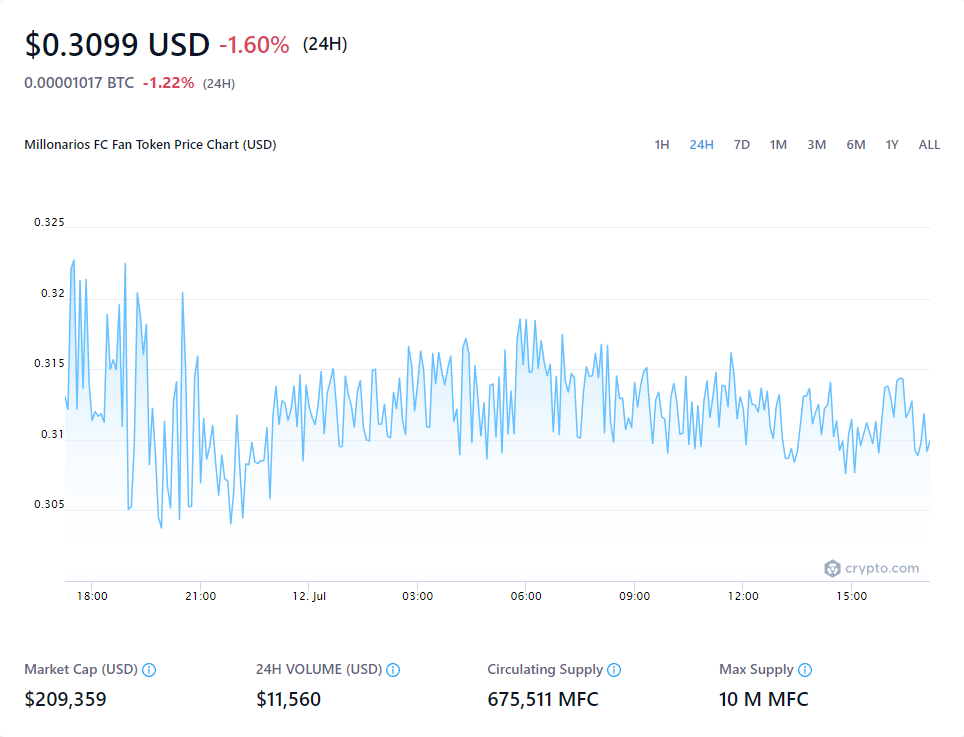 $0.3099 USD -1.60% (24H)
0.00001017 BTC -1.22% (24H)
Millonarios FC Fan Token Price Chart (USD) 1H 24H 7D 1M 3M 6M 1Y ALL
0.325
0.32
0.315
0.31
0.305
crypto.com
18:00 21:00 12. Jul 03:00 06:00 09:00 12:00 15:00
Market Cap (USD) 24H VOLUME (USD) Circulating Supply Max Supply
$209,359 $11,560 675,511 MFC 10 M MFC